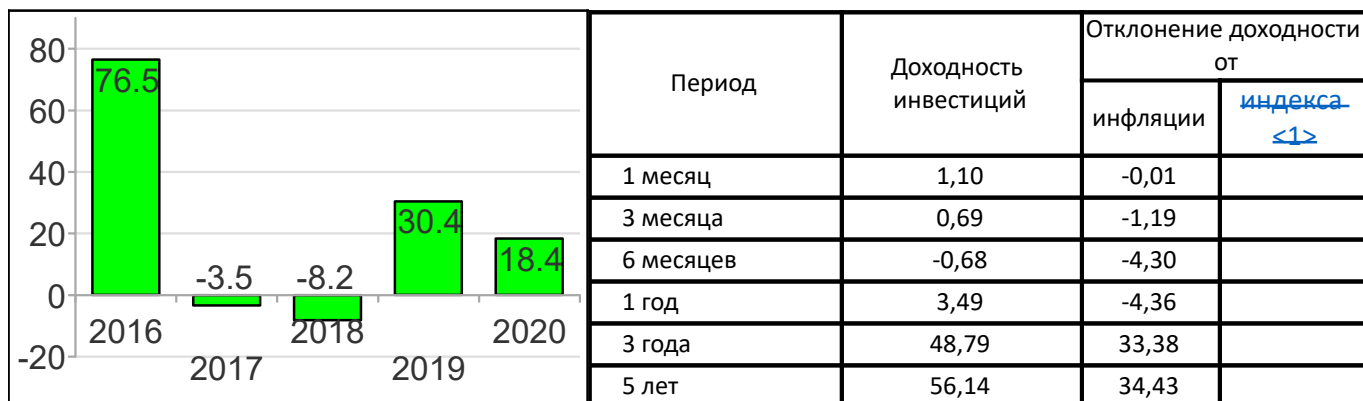 80
60
40
20
0
-20
76.5
-3.5
-8.2
30.4
18.4
2016
2017
2018
2019
2020
Период
Доходность
инвестиций
Отклонение доходности
от
инфляции
индекса
<1>
1 месяц 1,10 -0,01
3 месяца 0,69 -1,19
6 месяцев -0,68 -4,30
1 год 3,49 -4,36
3 года 48,79 33,38
5 лет 56,14 34,43